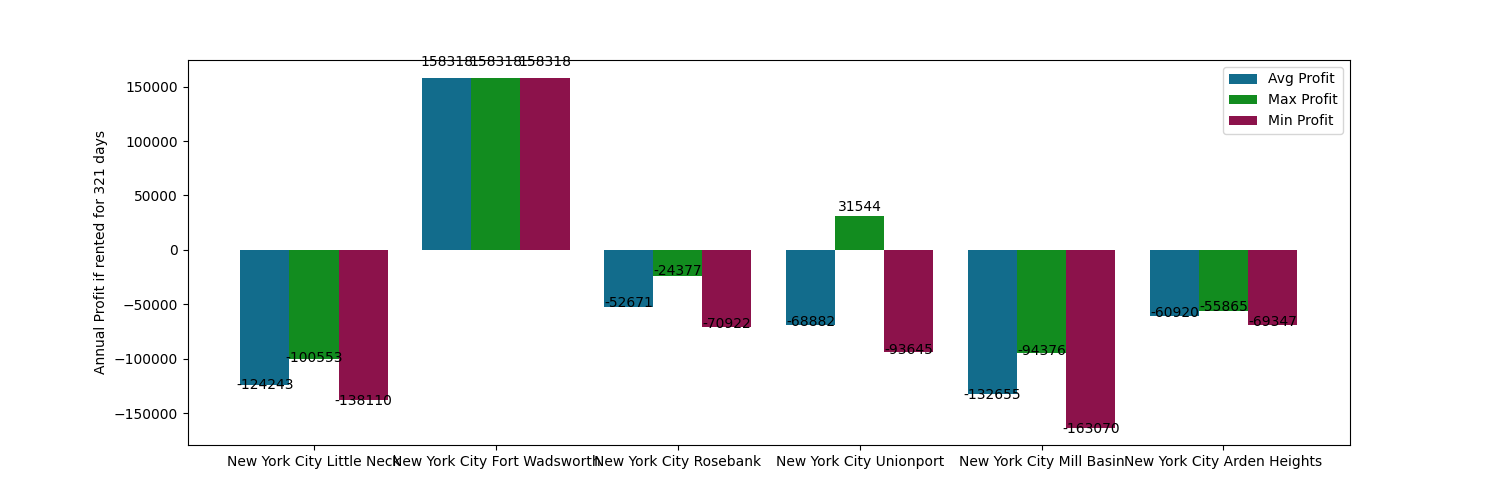 158318 158318 158318
Avg Profit
Max Profit
Min Profit
150000
100000
50000
0
−50000
−100000
−150000
Annual Profit if rented for 321 days
31544
-124243
-100553
-138110
-52671
-24377
-70922
-68882
-93645
-132655
-94376
-163070
-60920
-55865
-69347
New York City Little Neck
New York City Fort Wadsworth
New York City Rosebank
New York City Unionport
New York City Mill Basin
New York City Arden Heights